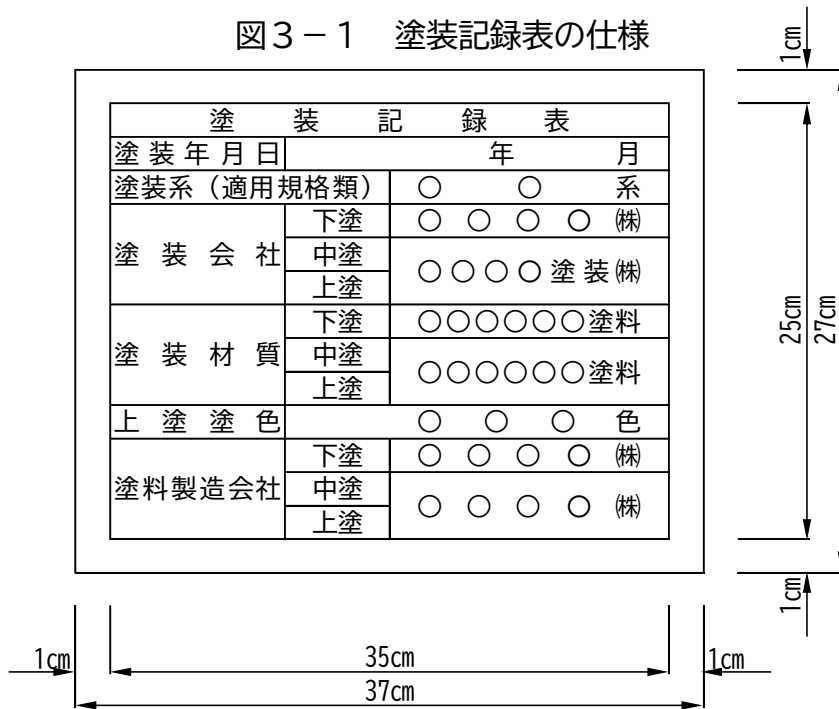 図３－１　塗装記録表の仕様
塗装記録表
塗装年月日 年 月
塗装系（適用規格類） ○ ○ 系
塗装会社 下塗 ○ ○ ○ ○ ㈱
中塗 ○○○○塗装㈱
上塗
塗装材質 下塗 ○○○○○○塗料
中塗 ○○○○○○塗料
上塗
上塗塗色 ○ ○ ○ 色
塗料製造会社 下塗 ○ ○ ○ ○ ㈱
中塗 ○ ○ ○ ○ ㈱
上塗
1cm
25cm
27cm
1cm
1cm
35cm
1cm
37cm